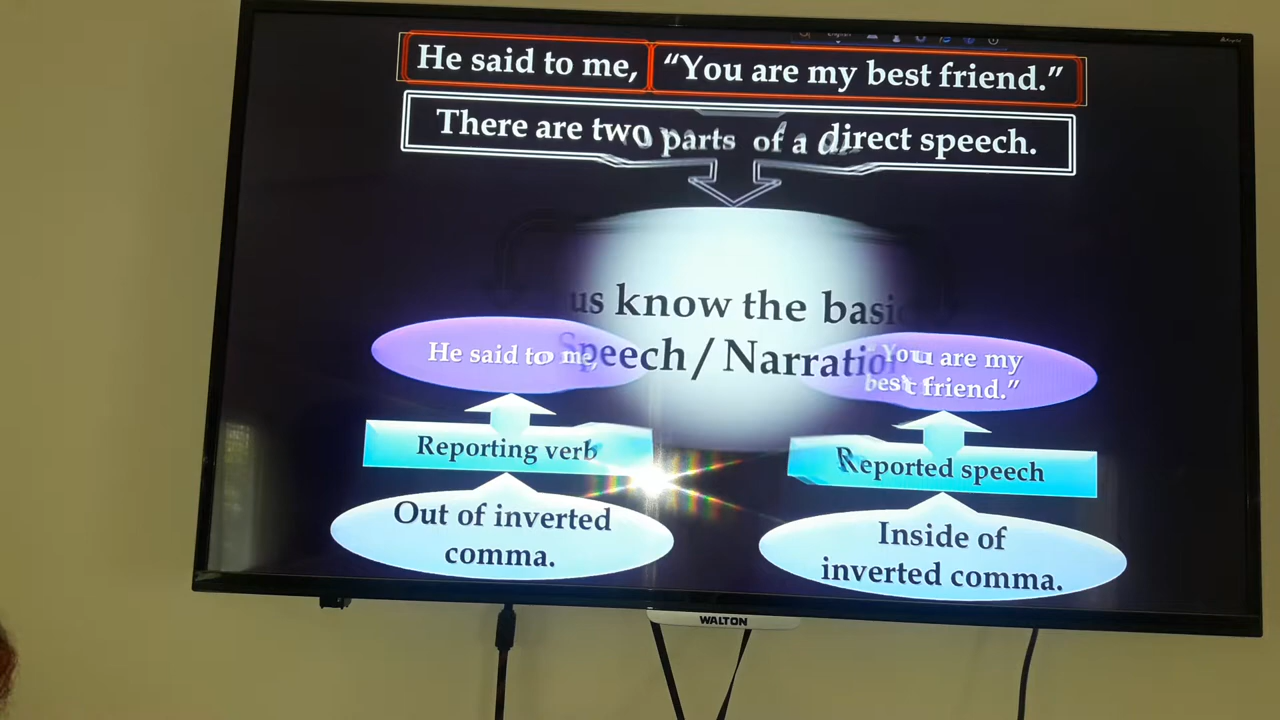 He said to me, “You are my best friend.”
There are two parts of a direct speech.
us know the basic
Speech / Narratio
He said to me,
“You are my
best friend.”
Reporting verb
Reported speech
Out of inverted
comma.
Inside of
inverted comma.
WALTON